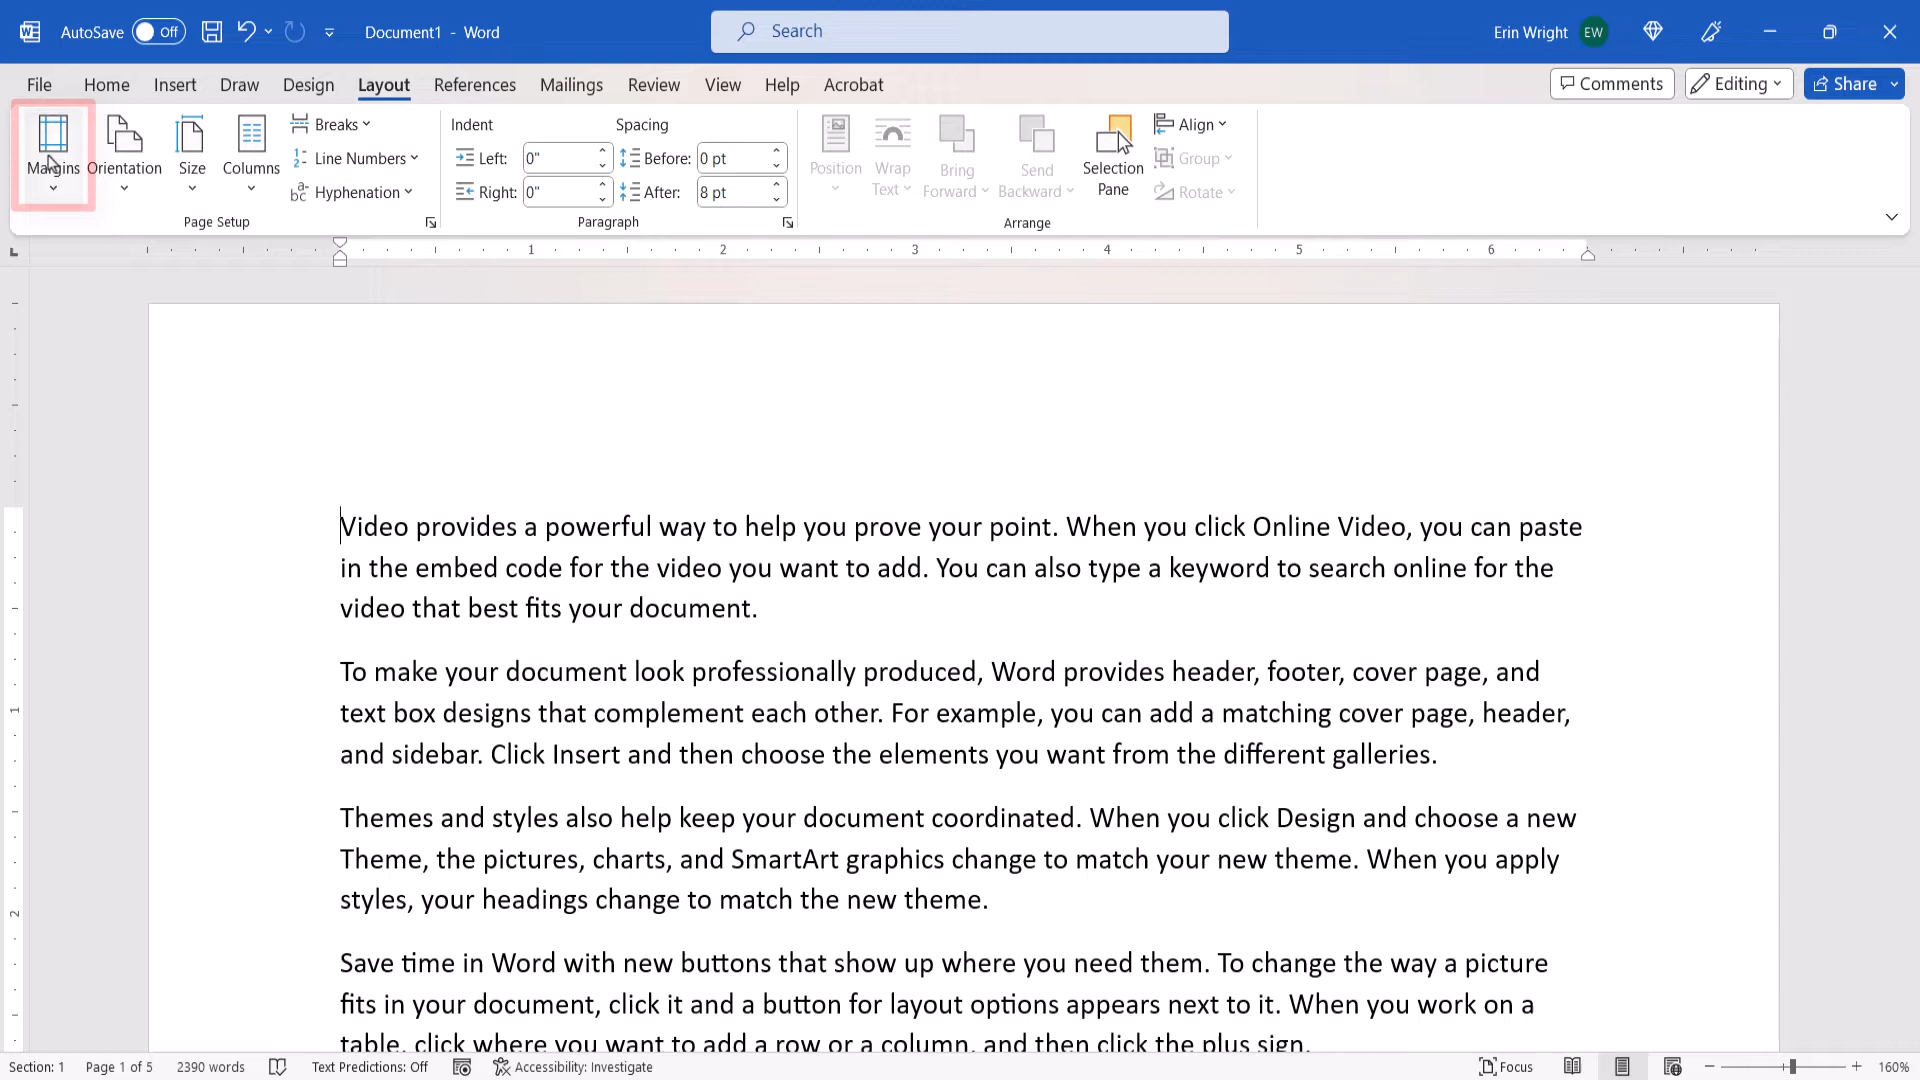 AutoSave Off Document1 - Word Search Erin Wright EW
File Home Insert Draw Design Layout References Mailings Review View Help Acrobat Comments Editing Share
Margins Orientation Size Columns
Breaks
Line Numbers
Hyphenation
Page Setup
Indent Spacing
Left: 0" Before: 0 pt
Right: 0" After: 8 pt
Paragraph
Position Wrap Text Bring Forward Send Backward Selection Pane
Align
Group
Rotate
Arrange
1 2 3 4 5 6
Video provides a powerful way to help you prove your point. When you click Online Video, you can paste
in the embed code for the video you want to add. You can also type a keyword to search online for the
video that best fits your document.
To make your document look professionally produced, Word provides header, footer, cover page, and
text box designs that complement each other. For example, you can add a matching cover page, header,
and sidebar. Click Insert and then choose the elements you want from the different galleries.
Themes and styles also help keep your document coordinated. When you click Design and choose a new
Theme, the pictures, charts, and SmartArt graphics change to match your new theme. When you apply
styles, your headings change to match the new theme.
Save time in Word with new buttons that show up where you need them. To change the way a picture
fits in your document, click it and a button for layout options appears next to it. When you work on a
table, click where you want to add a row or a column, and then click the plus sign.
1
2
Section: 1 Page 1 of 5 2390 words Text Predictions: Off Accessibility: Investigate Focus 160%